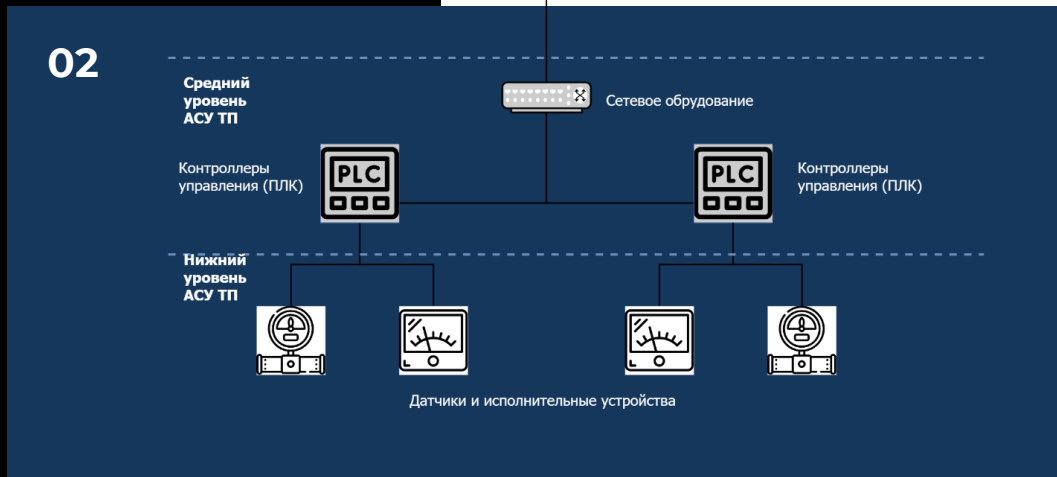 02
Средний
уровень
АСУ ТП
Сетевое обрудование
Контроллеры
управления (ПЛК)
PLC
PLC
Контроллеры
управления (ПЛК)
Нижний
уровень
АСУ ТП
Датчики и исполнительные устройства